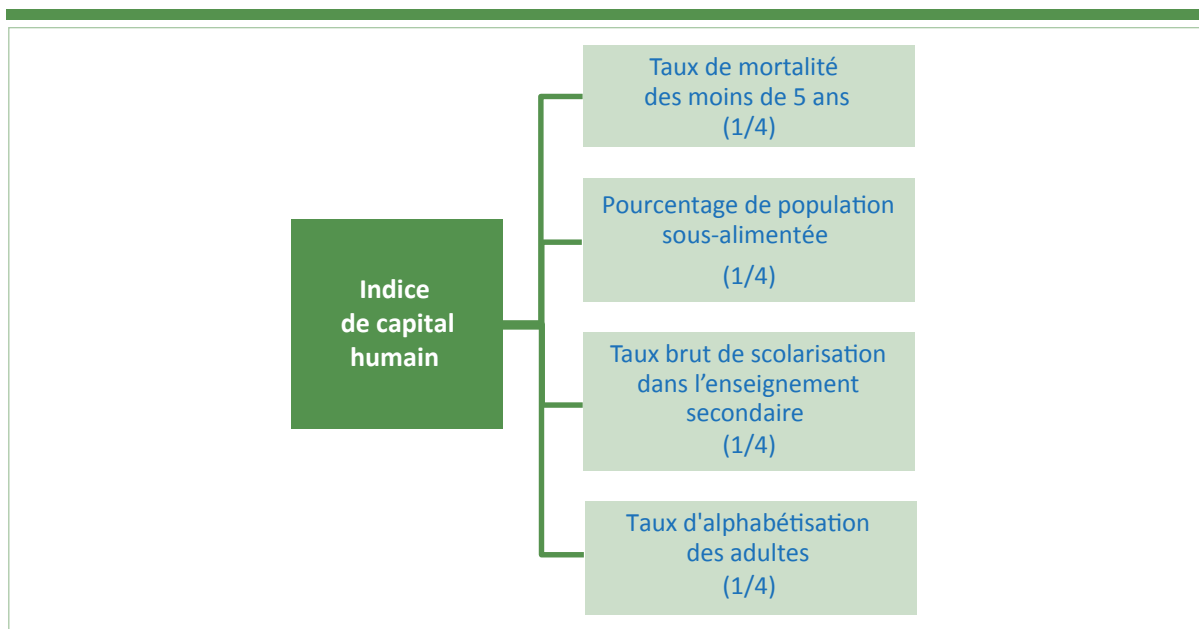 Taux de mortalité
des moins de 5 ans
(1/4)
Pourcentage de population
sous-alimentée
(1/4)
Indice
de capital
humain
Taux brut de scolarisation
dans l’enseignement
secondaire
(1/4)
Taux d'alphabétisation
des adultes
(1/4)